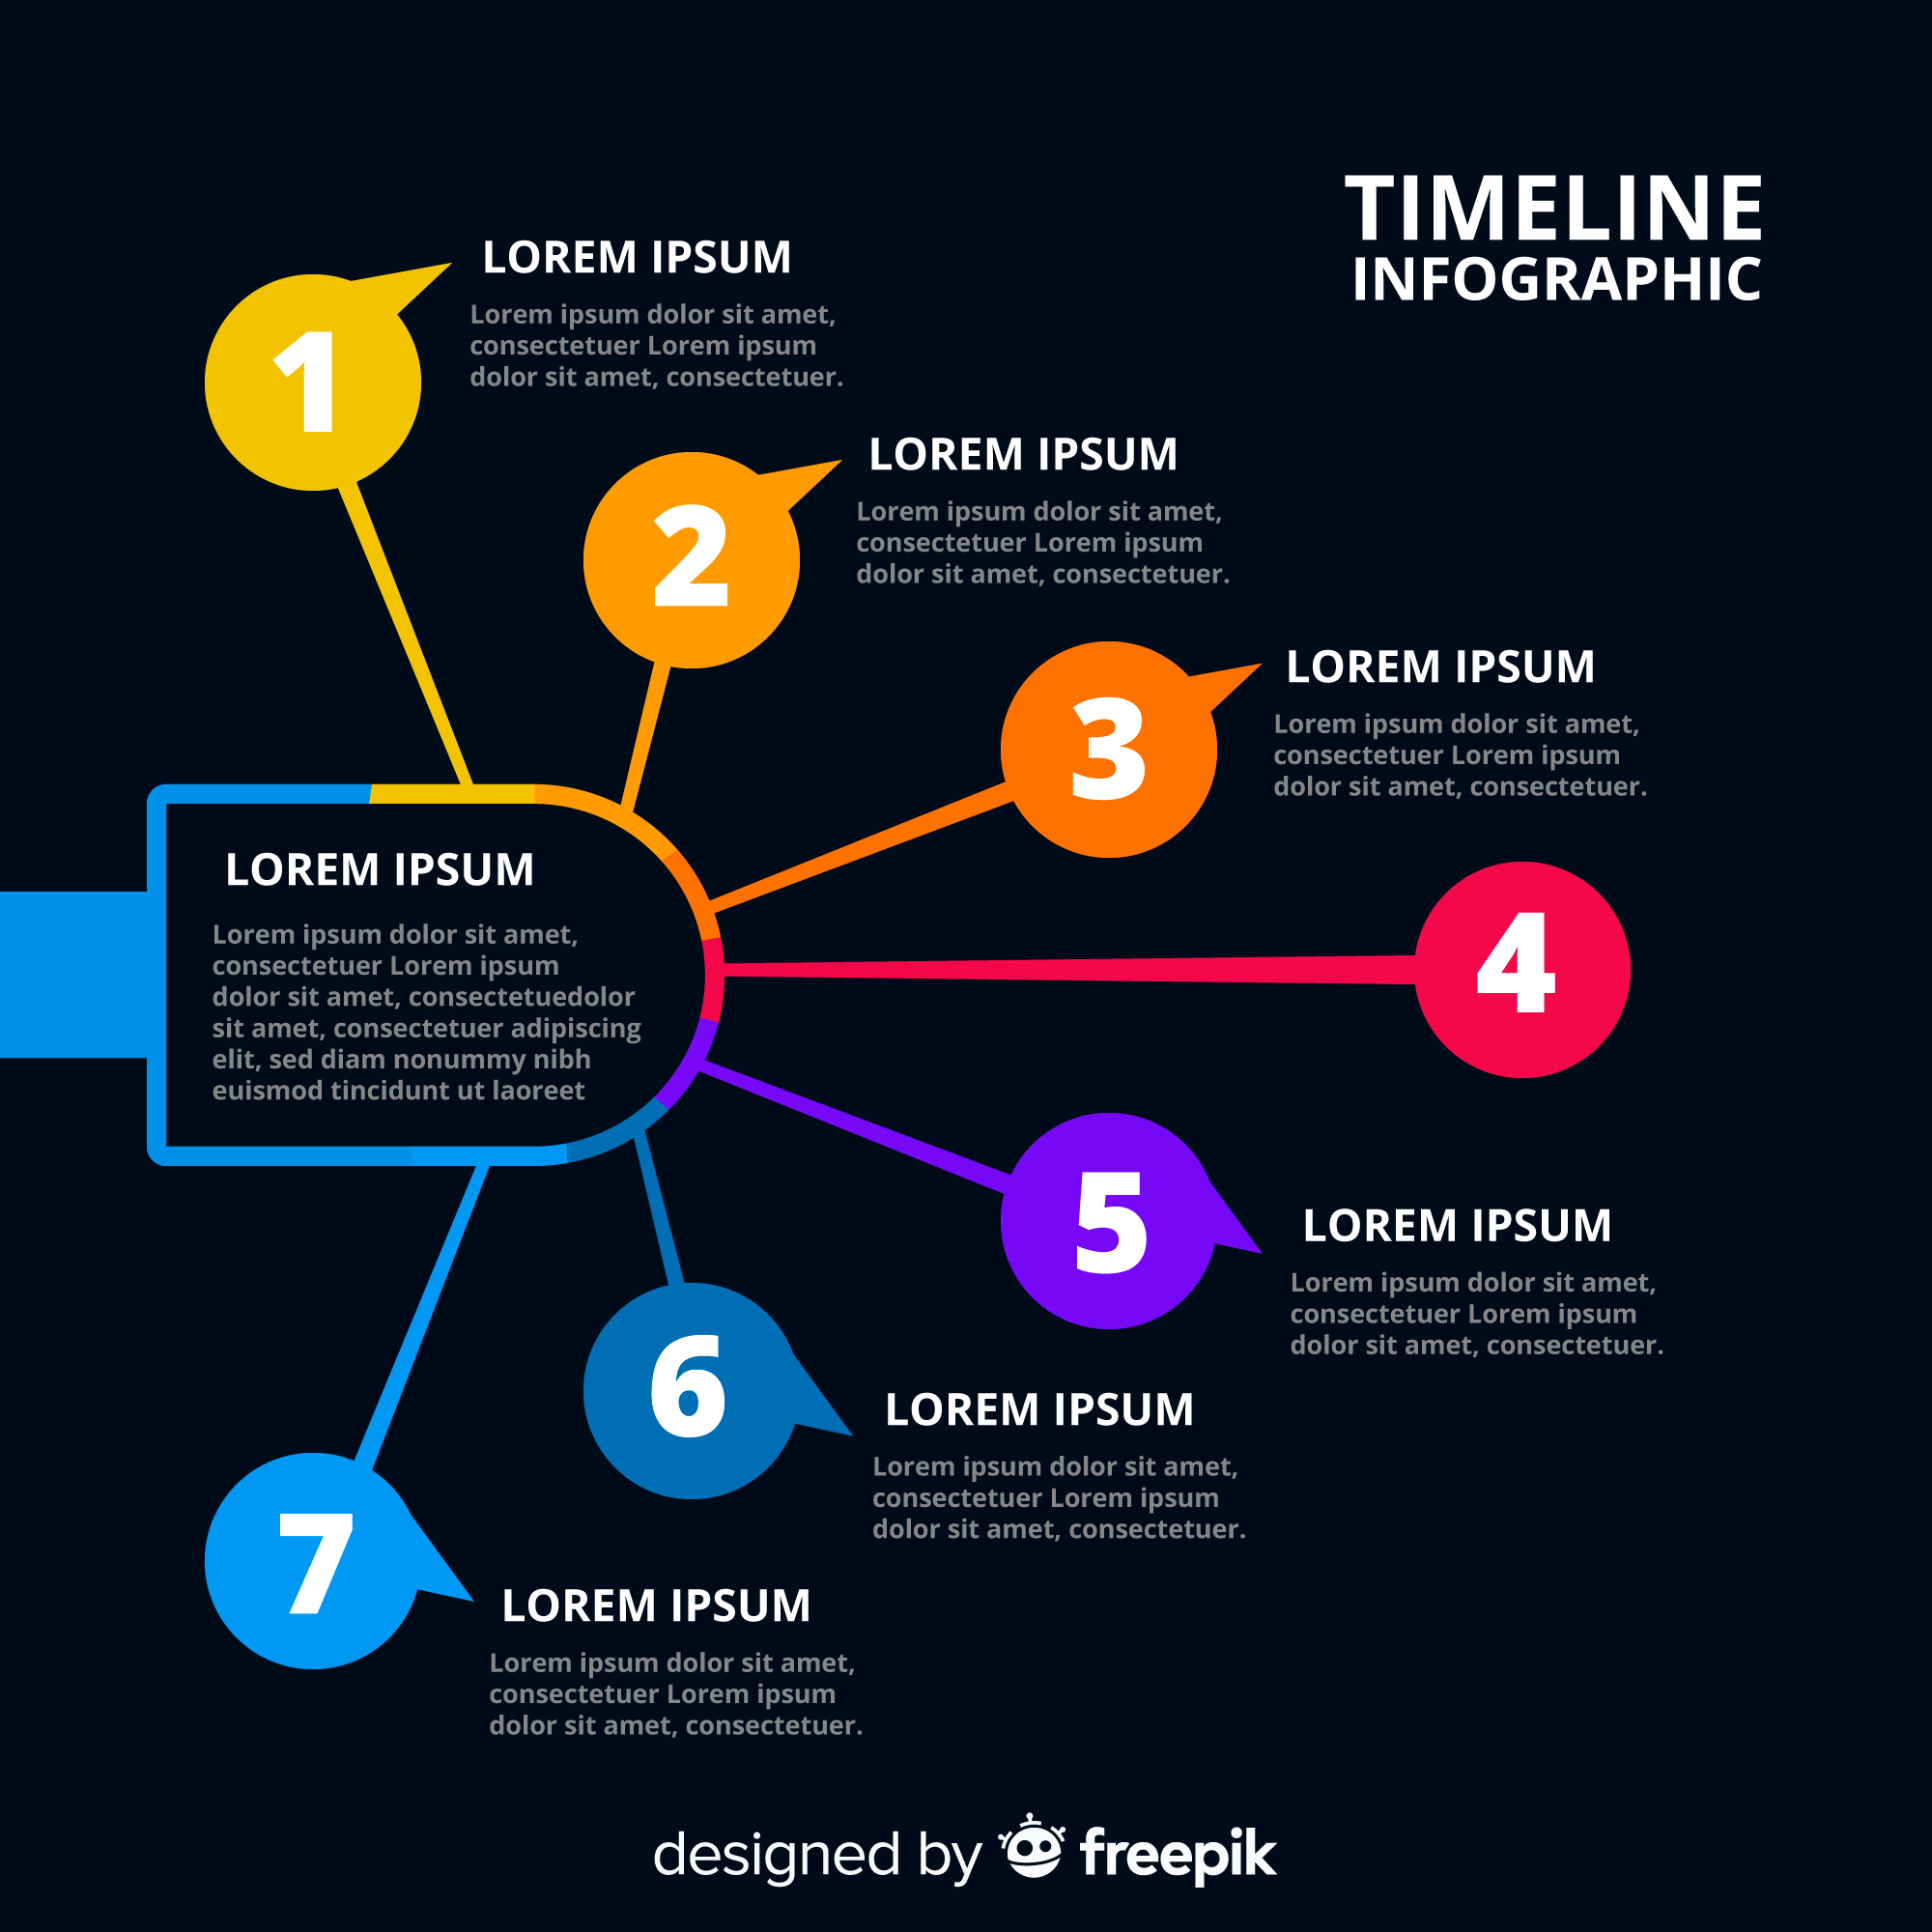 TIMELINE
INFOGRAPHIC
1
LOREM IPSUM
Lorem ipsum dolor sit amet,
consectetuer Lorem ipsum
dolor sit amet, consectetuer.
2
LOREM IPSUM
Lorem ipsum dolor sit amet,
consectetuer Lorem ipsum
dolor sit amet, consectetuer.
3
LOREM IPSUM
Lorem ipsum dolor sit amet,
consectetuer Lorem ipsum
dolor sit amet, consectetuer.
LOREM IPSUM
Lorem ipsum dolor sit amet,
consectetuer Lorem ipsum
dolor sit amet, consectetuedolor
sit amet, consectetuer adipiscing
elit, sed diam nonummy nibh
euismod tincidunt ut laoreet
4
5
LOREM IPSUM
Lorem ipsum dolor sit amet,
consectetuer Lorem ipsum
dolor sit amet, consectetuer.
6
LOREM IPSUM
Lorem ipsum dolor sit amet,
consectetuer Lorem ipsum
dolor sit amet, consectetuer.
7
LOREM IPSUM
Lorem ipsum dolor sit amet,
consectetuer Lorem ipsum
dolor sit amet, consectetuer.
designed by freepik